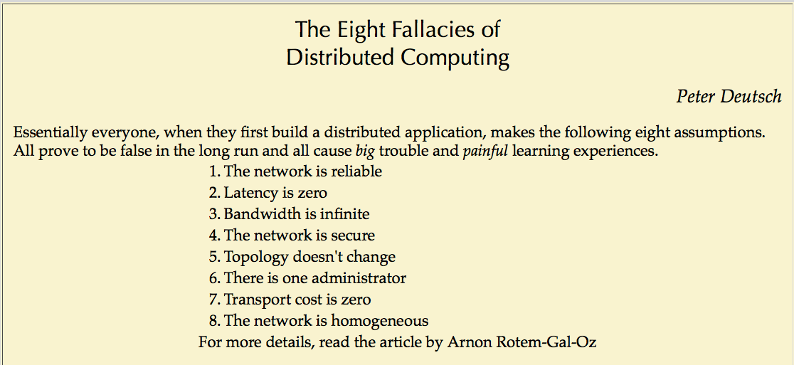 The Eight Fallacies of
Distributed Computing
Peter Deutsch
Essentially everyone, when they first build a distributed application, makes the following eight assumptions.
All prove to be false in the long run and all cause big trouble and painful learning experiences.
1. The network is reliable
2. Latency is zero
3. Bandwidth is infinite
4. The network is secure
5. Topology doesn't change
6. There is one administrator
7. Transport cost is zero
8. The network is homogeneous
For more details, read the article by Arnon Rotem-Gal-Oz